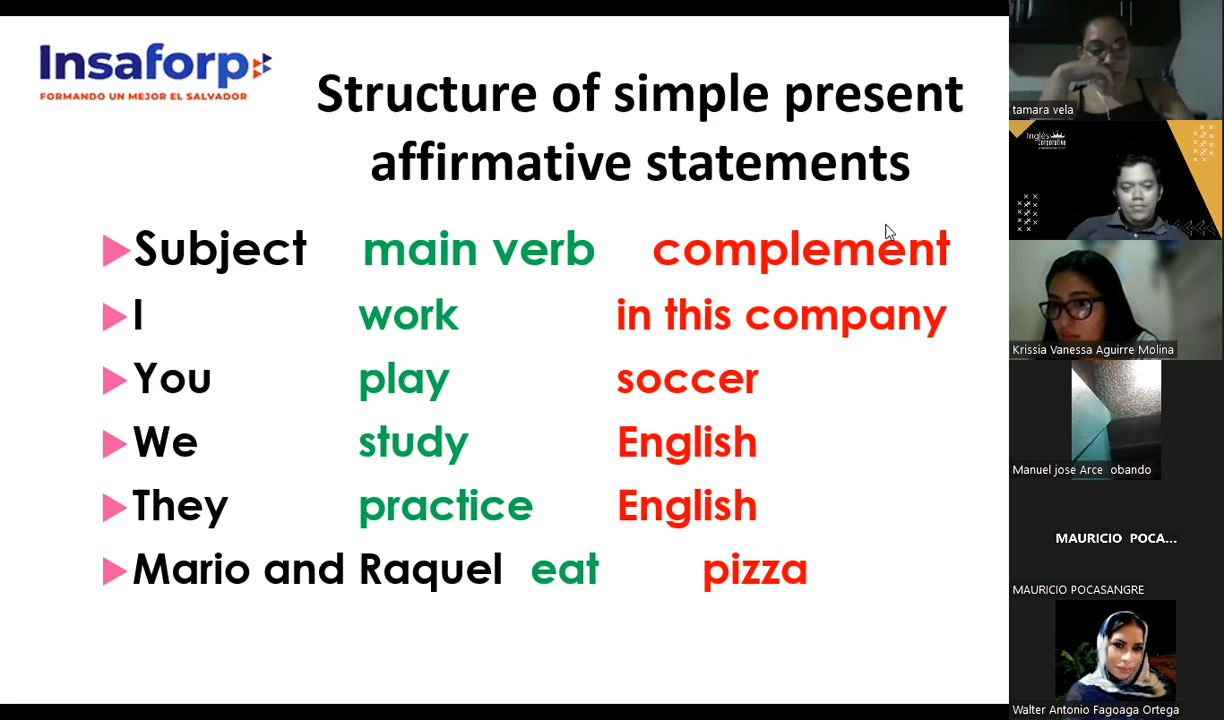 Insaforp
FORMANDO UN MEJOR EL SALVADOR
Structure of simple present
affirmative statements
Subject main verb complement
I work in this company
You play soccer
We study English
They practice English
Mario and Raquel eat pizza
tamara vela
Inglés
Corporativo
Krissia Vanessa Aguirre Molina
Manuel jose Arce obando
MAURICIO POCA...
MAURICIO POCASANGRE
Walter Antonio Fagoaga Ortega